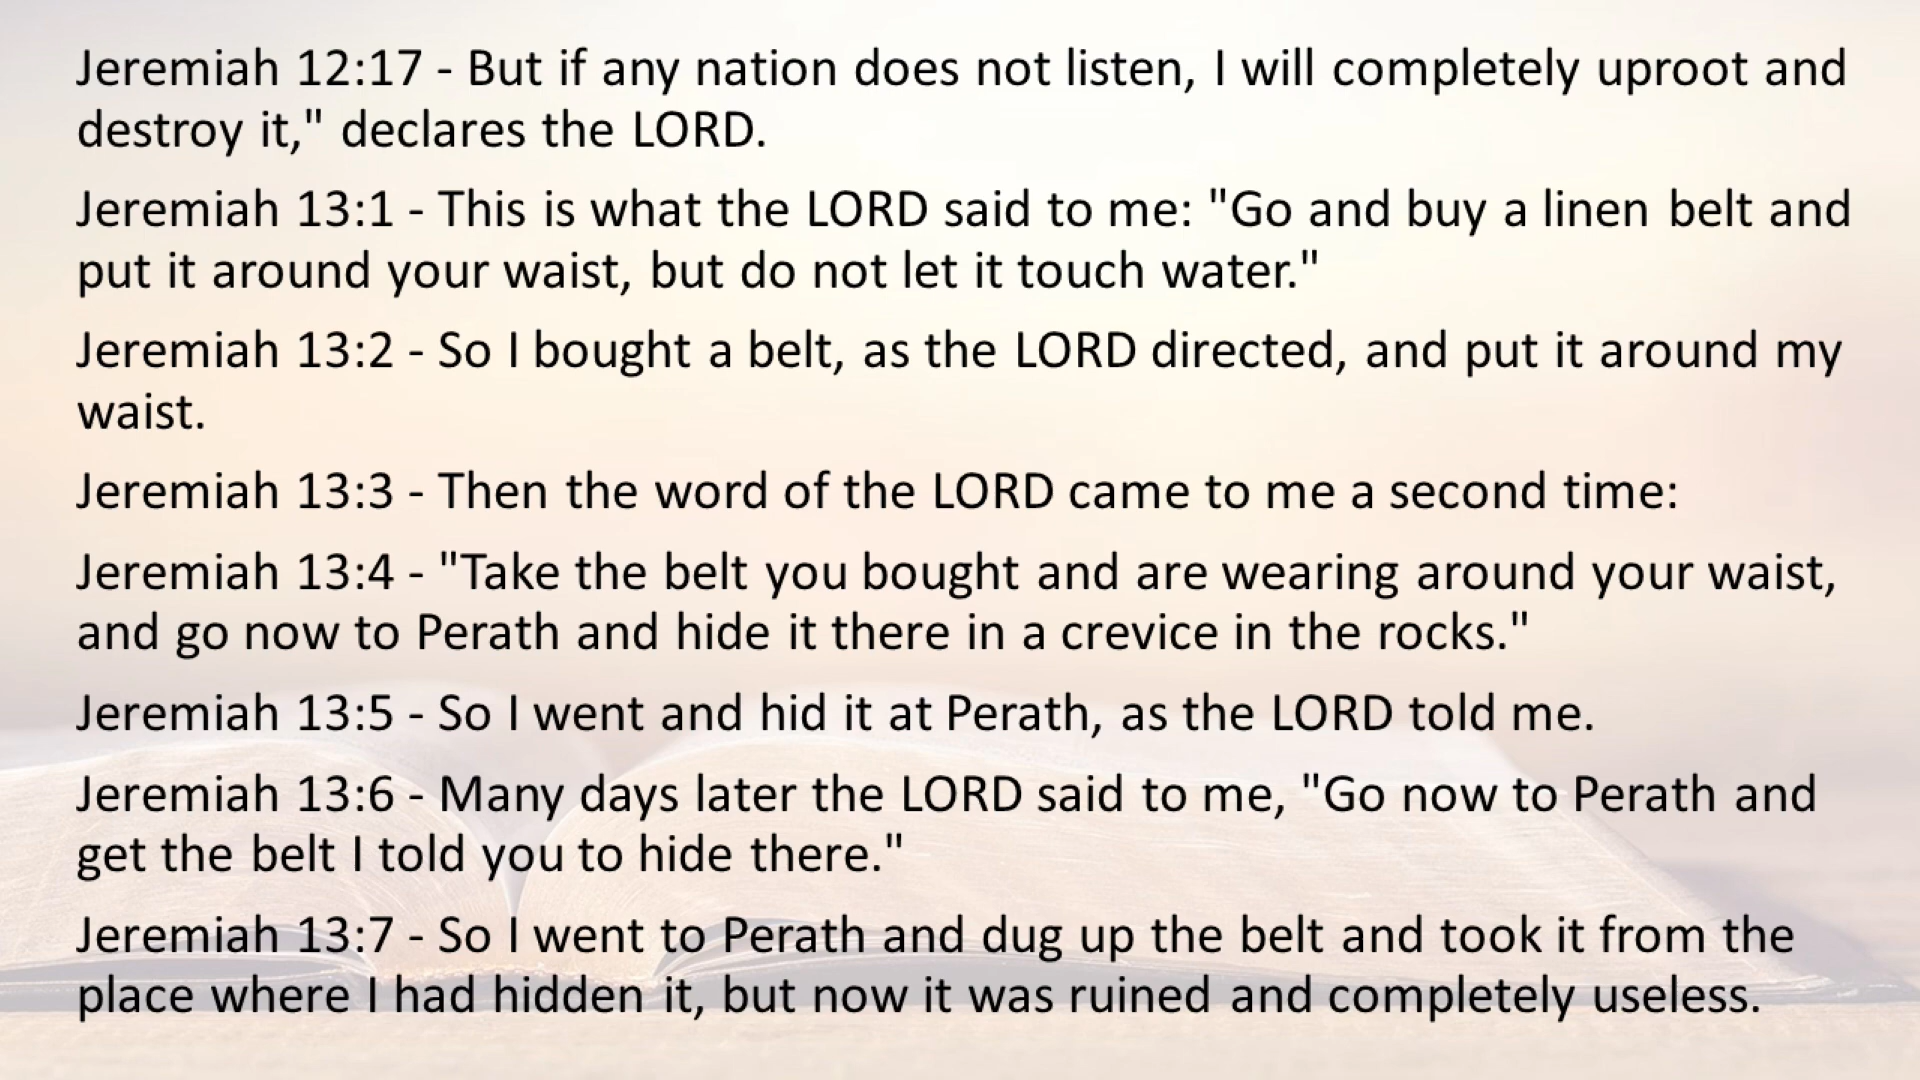 Jeremiah 12:17 - But if any nation does not listen, I will completely uproot and
destroy it," declares the LORD.
Jeremiah 13:1 - This is what the LORD said to me: "Go and buy a linen belt and
put it around your waist, but do not let it touch water."
Jeremiah 13:2 - So I bought a belt, as the LORD directed, and put it around my
waist.
Jeremiah 13:3 - Then the word of the LORD came to me a second time:
Jeremiah 13:4 - "Take the belt you bought and are wearing around your waist,
and go now to Perath and hide it there in a crevice in the rocks."
Jeremiah 13:5 - So I went and hid it at Perath, as the LORD told me.
Jeremiah 13:6 - Many days later the LORD said to me, "Go now to Perath and
get the belt I told you to hide there."
Jeremiah 13:7 - So I went to Perath and dug up the belt and took it from the
place where I had hidden it, but now it was ruined and completely useless.